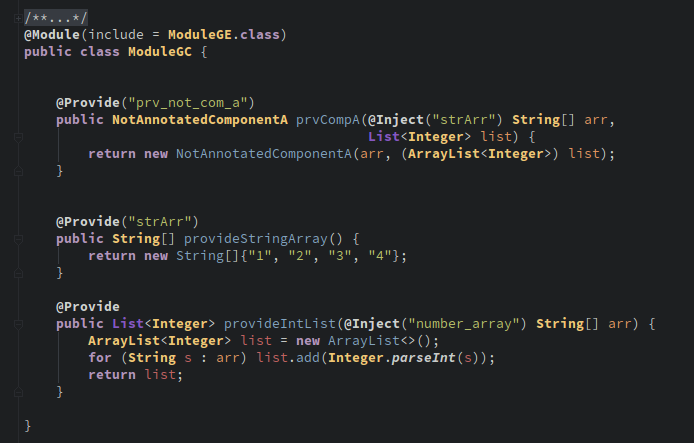 /**...*/
@Module(include = ModuleGE.class)
public class ModuleGC {
@Provide("prv_not_com_a")
public NotAnnotatedComponentA prvCompA(@Inject("strArr") String[] arr,
List<Integer> list) {
return new NotAnnotatedComponentA(arr, (ArrayList<Integer>) list);
}
@Provide("strArr")
public String[] provideStringArray() {
return new String[]{"1", "2", "3", "4"};
}
@Provide
public List<Integer> provideIntList(@Inject("number_array") String[] arr) {
ArrayList<Integer> list = new ArrayList<>();
for (String s : arr) list.add(Integer.parseInt(s));
return list;
}
}